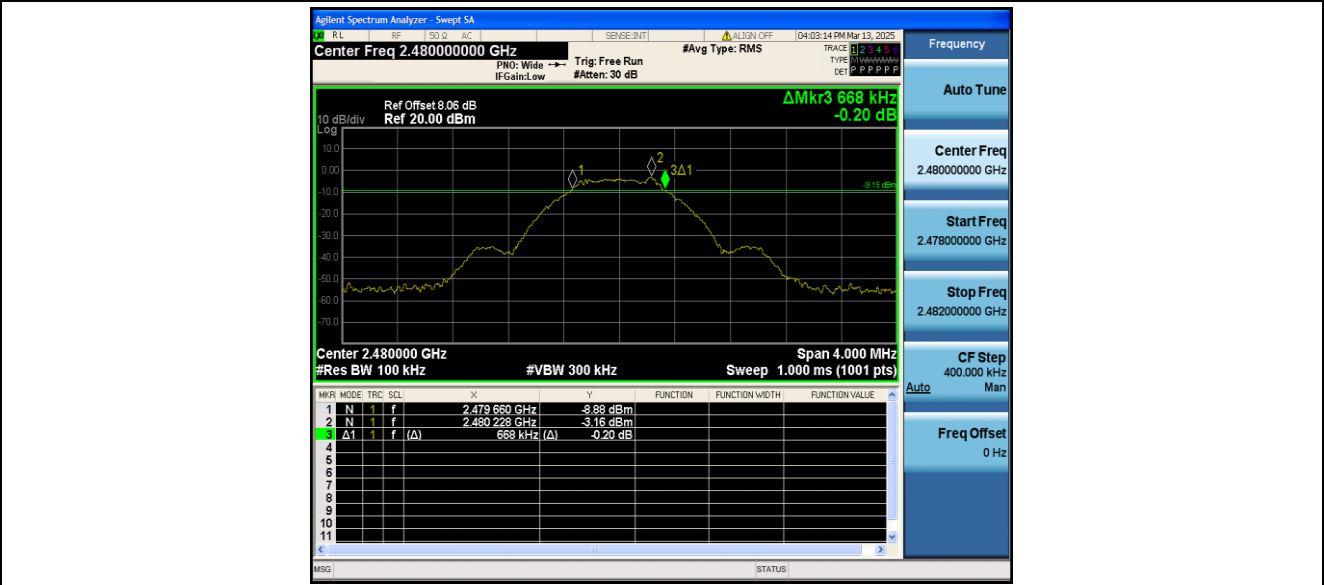 Agilent Spectrum Analyzer - Swept SA
RL RF 50 Ω AC SENSE:INT ALIGN OFF 04:03:14 PM Mar 13, 2025
Center Freq 2.480000000 GHz
PNO: Wide
IFGain:Low
Trig: Free Run
#Atten: 30 dB
#Avg Type: RMS
TRACE 1 2 3 4 5 6
TYPE M W W W W W
DET P P P P P P
ΔMkr3 668 kHz
-0.20 dB
Ref Offset 8.06 dB
Ref 20.00 dBm
10 dB/div
Log
10.0
0.00
-10.0
-20.0
-30.0
-40.0
-50.0
-60.0
-70.0
1
2
3Δ1
-9.16 dBm
Center 2.480000 GHz
Span 4.000 MHz
#Res BW 100 kHz
#VBW 300 kHz
Sweep 1.000 ms (1001 pts)
MKR MODE TRC SCL X Y FUNCTION FUNCTION WIDTH FUNCTION VALUE
1 N 1 f 2.479 660 GHz -8.88 dBm
2 N 1 f 2.480 228 GHz -3.16 dBm
3 Δ1 1 f (Δ) 668 kHz (Δ) -0.20 dB
4
5
6
7
8
9
10
11
MSG
STATUS
Frequency
Auto Tune
Center Freq
2.480000000 GHz
Start Freq
2.478000000 GHz
Stop Freq
2.482000000 GHz
CF Step
400.000 kHz
Auto Man
Freq Offset
0 Hz